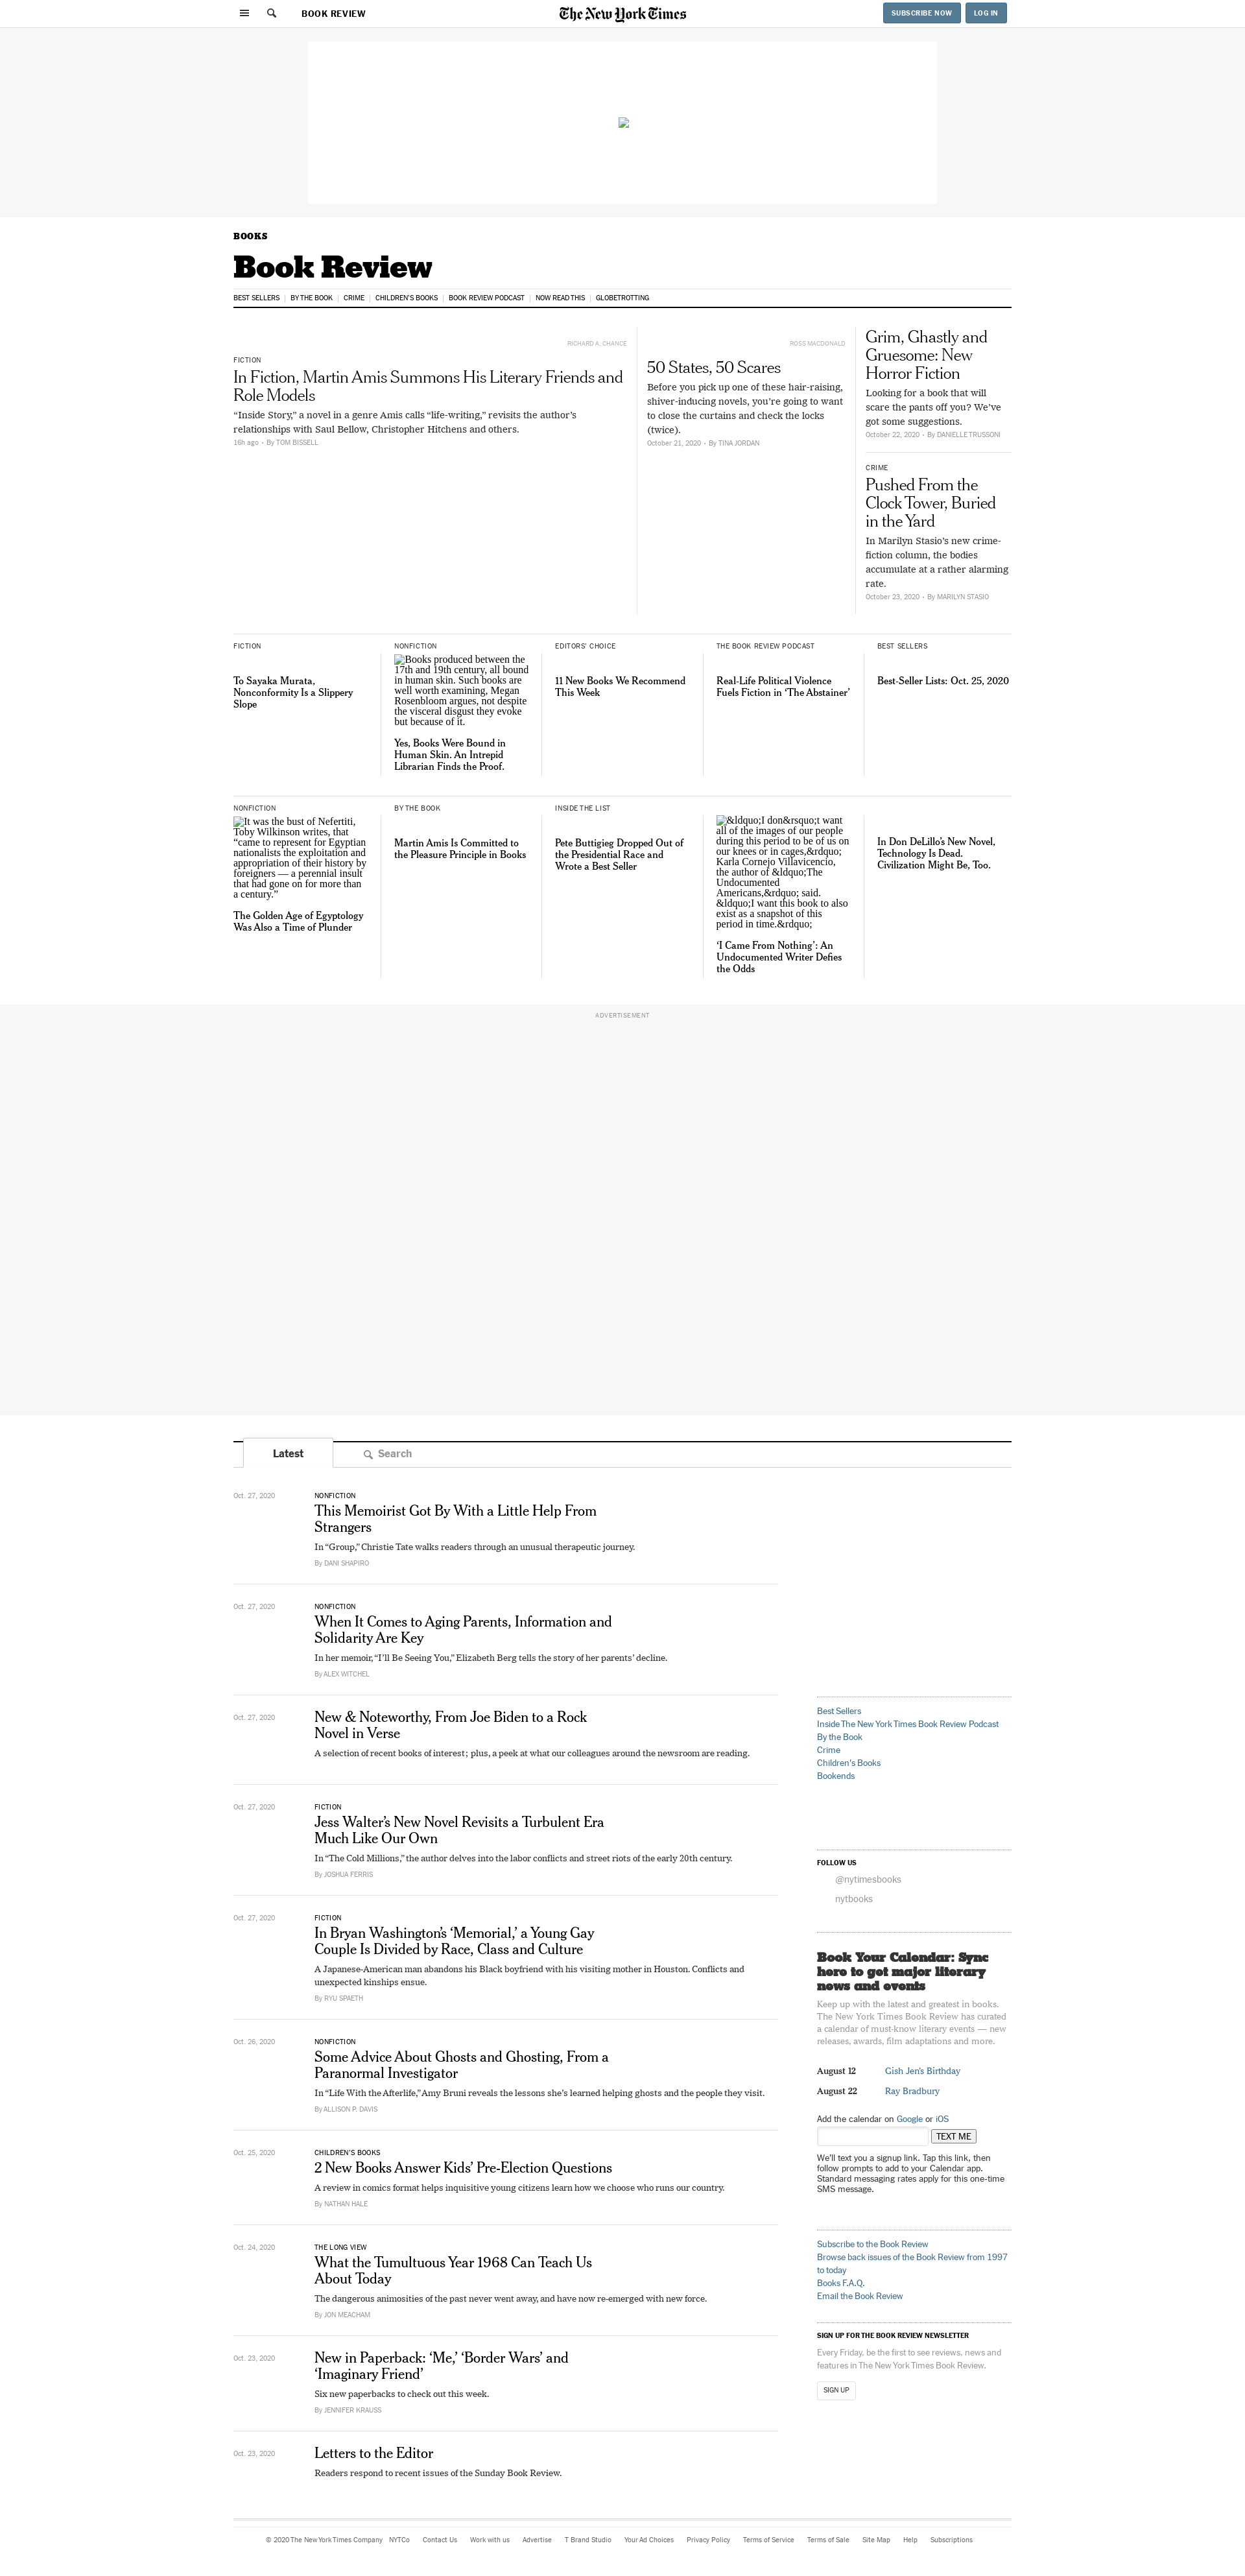 BOOK REVIEW
The New York Times
SUBSCRIBE NOW
LOG IN
BOOKS
Book Review
BEST SELLERS
BY THE BOOK
CRIME
CHILDREN'S BOOKS
BOOK REVIEW PODCAST
NOW READ THIS
GLOBETROTTING
RICHARD A. CHANCE
FICTION
In Fiction, Martin Amis Summons His Literary Friends and
Role Models
“Inside Story,” a novel in a genre Amis calls “life-writing,” revisits the author’s
relationships with Saul Bellow, Christopher Hitchens and others.
16h ago - By TOM BISSELL
ROSS MACDONALD
50 States, 50 Scares
Before you pick up one of these hair-raising,
shiver-inducing novels, you’re going to want
to close the curtains and check the locks
(twice).
October 21, 2020 - By TINA JORDAN
Grim, Ghastly and
Gruesome: New
Horror Fiction
Looking for a book that will
scare the pants off you? We’ve
got some suggestions.
October 22, 2020 - By DANIELLE TRUSSONI
CRIME
Pushed From the
Clock Tower, Buried
in the Yard
In Marilyn Stasio’s new crime-
fiction column, the bodies
accumulate at a rather alarming
rate.
October 23, 2020 - By MARILYN STASIO
FICTION
To Sayaka Murata,
Nonconformity Is a Slippery
Slope
NONFICTION
Books produced between the
17th and 19th century, all bound
in human skin. Such books are
well worth examining, Megan
Rosenbloom argues, not despite
the visceral disgust they evoke
but because of it.
Yes, Books Were Bound in
Human Skin. An Intrepid
Librarian Finds the Proof.
EDITORS’ CHOICE
11 New Books We Recommend
This Week
THE BOOK REVIEW PODCAST
Real-Life Political Violence
Fuels Fiction in ‘The Abstainer’
BEST SELLERS
Best-Seller Lists: Oct. 25, 2020
NONFICTION
It was the bust of Nefertiti,
Toby Wilkinson writes, that
“came to represent for Egyptian
nationalists the exploitation and
appropriation of their history by
foreigners — a perennial insult
that had gone on for more than
a century.”
The Golden Age of Egyptology
Was Also a Time of Plunder
BY THE BOOK
Martin Amis Is Committed to
the Pleasure Principle in Books
INSIDE THE LIST
Pete Buttigieg Dropped Out of
the Presidential Race and
Wrote a Best Seller
&ldquo;I don&rsquo;t want
all of the images of our people
during this period to be of us on
our knees or in cages,&rdquo;
Karla Cornejo Villavicencio,
the author of &ldquo;The
Undocumented
Americans,&rdquo; said.
&ldquo;I want this book to also
exist as a snapshot of this
period in time.&rdquo;
‘I Came From Nothing’: An
Undocumented Writer Defies
the Odds
In Don DeLillo’s New Novel,
Technology Is Dead.
Civilization Might Be, Too.
ADVERTISEMENT
Latest
Search
Oct. 27, 2020
NONFICTION
This Memoirist Got By With a Little Help From
Strangers
In “Group,” Christie Tate walks readers through an unusual therapeutic journey.
By DANI SHAPIRO
Oct. 27, 2020
NONFICTION
When It Comes to Aging Parents, Information and
Solidarity Are Key
In her memoir, “I’ll Be Seeing You,” Elizabeth Berg tells the story of her parents’ decline.
By ALEX WITCHEL
Oct. 27, 2020
New & Noteworthy, From Joe Biden to a Rock
Novel in Verse
A selection of recent books of interest; plus, a peek at what our colleagues around the newsroom are reading.
Oct. 27, 2020
FICTION
Jess Walter’s New Novel Revisits a Turbulent Era
Much Like Our Own
In “The Cold Millions,” the author delves into the labor conflicts and street riots of the early 20th century.
By JOSHUA FERRIS
Oct. 27, 2020
FICTION
In Bryan Washington’s ‘Memorial,’ a Young Gay
Couple Is Divided by Race, Class and Culture
A Japanese-American man abandons his Black boyfriend with his visiting mother in Houston. Conflicts and
unexpected kinships ensue.
By RYU SPAETH
Oct. 26, 2020
NONFICTION
Some Advice About Ghosts and Ghosting, From a
Paranormal Investigator
In “Life With the Afterlife,” Amy Bruni reveals the lessons she’s learned helping ghosts and the people they visit.
By ALLISON P. DAVIS
Oct. 25, 2020
CHILDREN’S BOOKS
2 New Books Answer Kids’ Pre-Election Questions
A review in comics format helps inquisitive young citizens learn how we choose who runs our country.
By NATHAN HALE
Oct. 24, 2020
THE LONG VIEW
What the Tumultuous Year 1968 Can Teach Us
About Today
The dangerous animosities of the past never went away, and have now re-emerged with new force.
By JON MEACHAM
Oct. 23, 2020
New in Paperback: ‘Me,’ ‘Border Wars’ and
‘Imaginary Friend’
Six new paperbacks to check out this week.
By JENNIFER KRAUSS
Oct. 23, 2020
Letters to the Editor
Readers respond to recent issues of the Sunday Book Review.
Best Sellers
Inside The New York Times Book Review Podcast
By the Book
Crime
Children's Books
Bookends
FOLLOW US
@nytimesbooks
nytbooks
Book Your Calendar: Sync
here to get major literary
news and events
Keep up with the latest and greatest in books.
The New York Times Book Review has curated
a calendar of must-know literary events — new
releases, awards, film adaptations and more.
August 12 Gish Jen's Birthday
August 22 Ray Bradbury
Add the calendar on Google or iOS
TEXT ME
We'll text you a signup link. Tap this link, then
follow prompts to add to your Calendar app.
Standard messaging rates apply for this one-time
SMS message.
Subscribe to the Book Review
Browse back issues of the Book Review from 1997
to today
Books F.A.Q.
Email the Book Review
SIGN UP FOR THE BOOK REVIEW NEWSLETTER
Every Friday, be the first to see reviews, news and
features in The New York Times Book Review.
SIGN UP
© 2020 The New York Times Company NYTCo Contact Us Work with us Advertise T Brand Studio Your Ad Choices Privacy Policy Terms of Service Terms of Sale Site Map Help Subscriptions